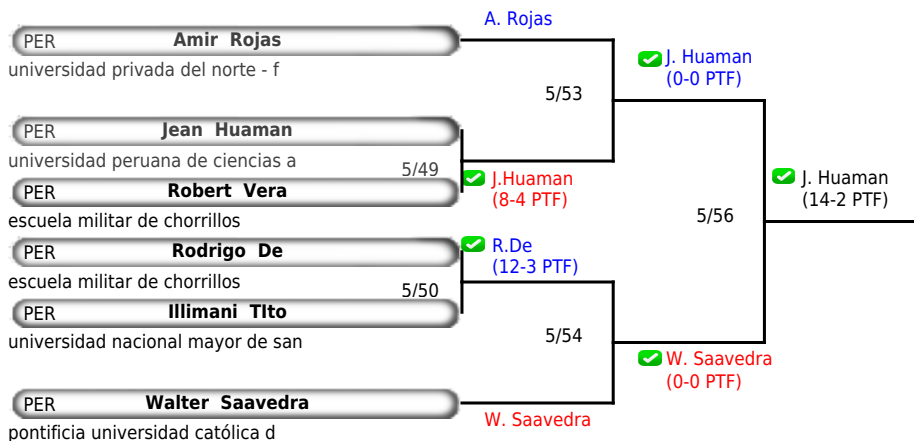 A. Rojas
PER Amir Rojas
universidad privada del norte - f
J. Huaman
(0-0 PTF)
5/53
PER Jean Huaman
universidad peruana de ciencias a
5/49
J.Huaman
(8-4 PTF)
J. Huaman
(14-2 PTF)
PER Robert Vera
escuela militar de chorrillos
5/56
PER Rodrigo De
R.De
(12-3 PTF)
escuela militar de chorrillos
5/50
PER Illimani TIto
universidad nacional mayor de san
5/54
W. Saavedra
(0-0 PTF)
PER Walter Saavedra
W. Saavedra
pontificia universidad católica d